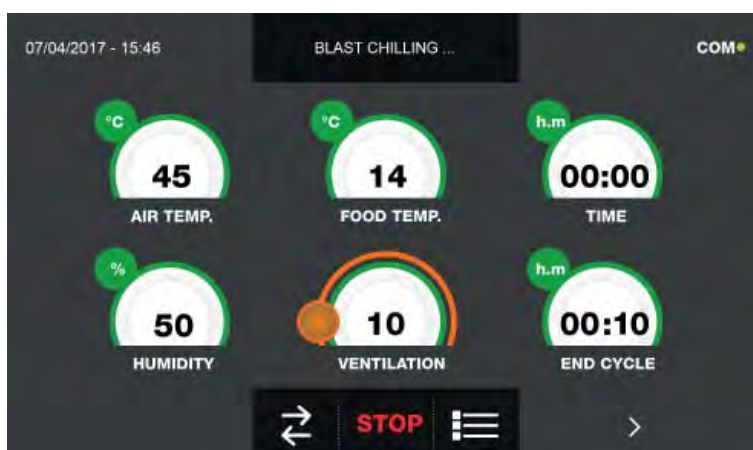 07/04/2017 - 15:46
BLAST CHILLING ...
COM
°C
°C
h.m
45
14
00:00
AIR TEMP.
FOOD TEMP.
TIME
%
h.m
50
10
00:10
HUMIDITY
VENTILATION
END CYCLE
STOP